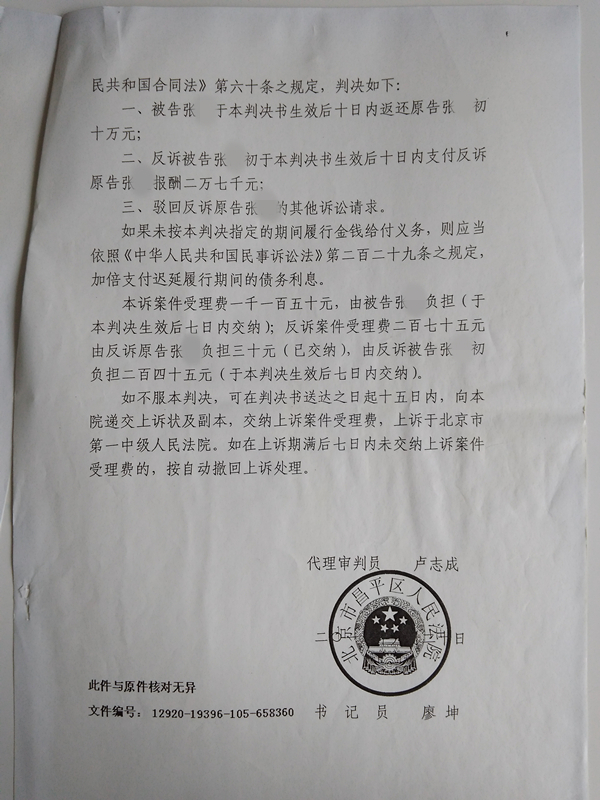 民共和国合同法》第六十条之规定，判决如下：
一、被告张 于本判决书生效后十日内返还原告张 初
十万元；
二、反诉被告张 初于本判决书生效后十日内支付反诉
原告张 报酬二万七千元；
三、驳回反诉原告张 的其他诉讼请求。
如果未按本判决指定的期间履行金钱给付义务，则应当
依照《中华人民共和国民事诉讼法》第二百二十九条之规定，
加倍支付迟延履行期间的债务利息。
本诉案件受理费一千一百五十元，由被告张 负担（于
本判决生效后七日内交纳）；反诉案件受理费二百七十五元
由反诉原告张 负担三十元（已交纳），由反诉被告张 初
负担二百四十五元（于本判决生效后七日内交纳）。
如不服本判决，可在判决书送达之日起十五日内，向本
院递交上诉状及副本，交纳上诉案件受理费，上诉于北京市
第一中级人民法院。如在上诉期满后七日内未交纳上诉案件
受理费的，按自动撤回上诉处理。
代理审判员 卢志成
北京市昌平区人民法院
二 日
此件与原件核对无异
文件编号：12920-19396-105-658360 书记员 廖坤